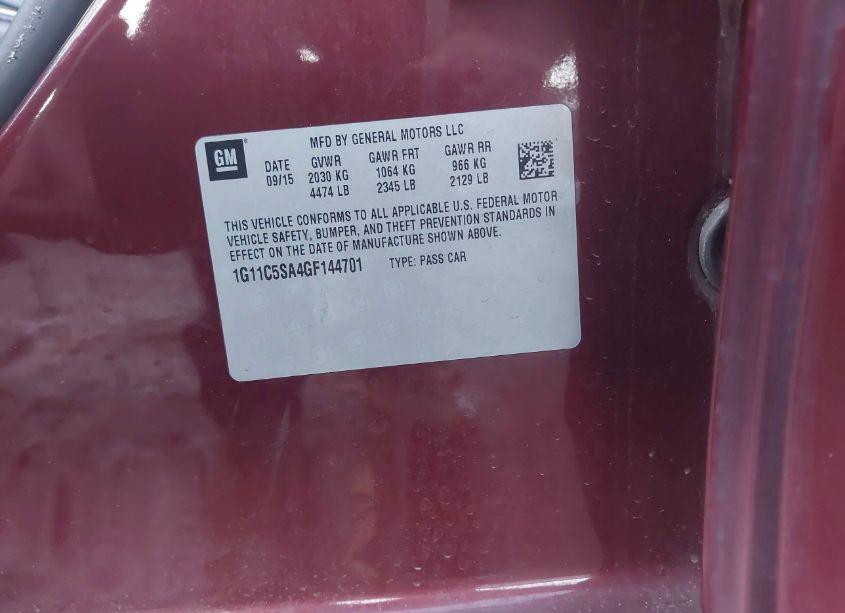 GM
MFD BY GENERAL MOTORS LLC
DATE GVWR GAWR FRT GAWR RR
09/15 2030 KG 1064 KG 966 KG
4474 LB 2345 LB 2129 LB
THIS VEHICLE CONFORMS TO ALL APPLICABLE U.S. FEDERAL MOTOR
VEHICLE SAFETY, BUMPER, AND THEFT PREVENTION STANDARDS IN
EFFECT ON THE DATE OF MANUFACTURE SHOWN ABOVE.
1G11C5SA4GF144701 TYPE: PASS CAR